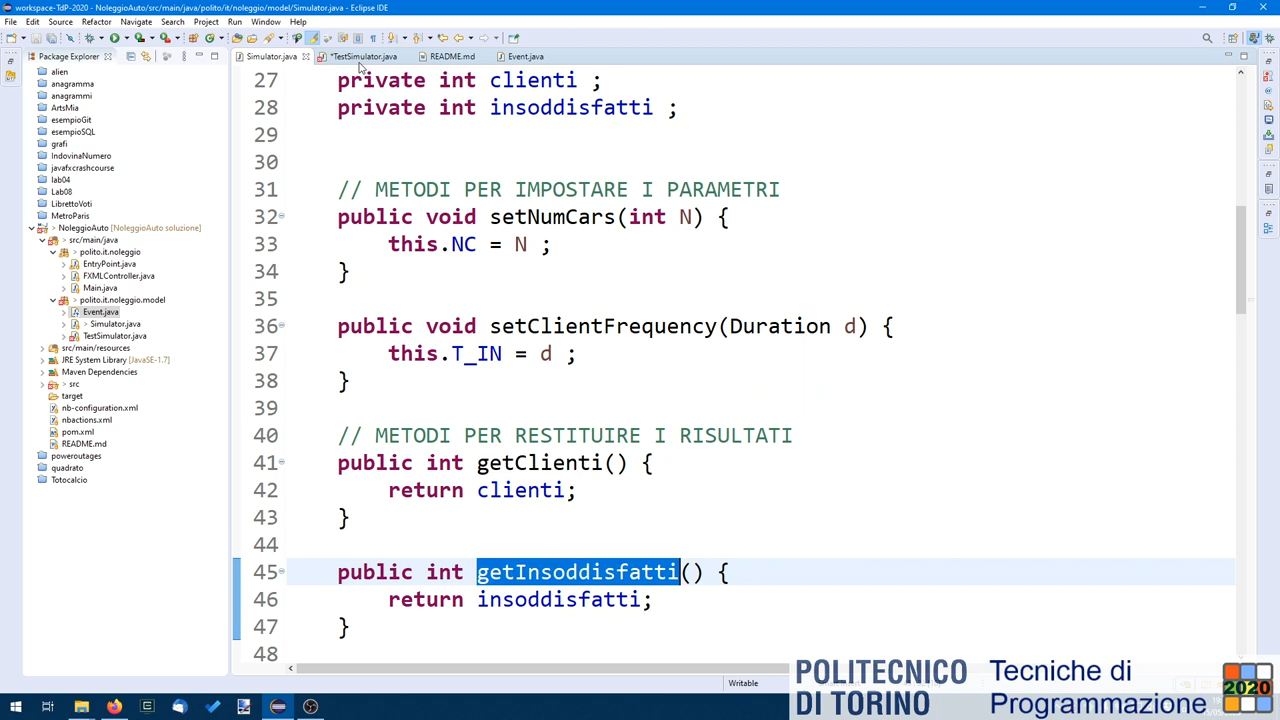 workspace-TdP-2020 - NoleggioAuto/src/main/java/polito/it/noleggio/model/Simulator.java - Eclipse IDE
File Edit Source Refactor Navigate Search Project Run Window Help
Package Explorer
Simulator.java *TestSimulator.java README.md Event.java
alien
anagramma
anagrammi
ArtsMia
esempioGit
esempioSQL
grafi
IndovinaNumero
javafxcrashcourse
lab04
Lab08
LibrettoVoti
MetroParis
NoleggioAuto [NoleggioAuto soluzione]
> src/main/java
> polito.it.noleggio
EntryPoint.java
FXMLController.java
Main.java
> polito.it.noleggio.model
Event.java
> Simulator.java
TestSimulator.java
src/main/resources
JRE System Library [JavaSE-1.7]
Maven Dependencies
> src
target
nb-configuration.xml
nbactions.xml
pom.xml
README.md
poweroutages
quadrato
Totocalcio
27 private int clienti ;
28 private int insoddisfatti ;
29
30
31 // METODI PER IMPOSTARE I PARAMETRI
32 public void setNumCars(int N) {
33 this.NC = N ;
34 }
35
36 public void setClientFrequency(Duration d) {
37 this.T_IN = d ;
38 }
39
40 // METODI PER RESTITUIRE I RISULTATI
41 public int getClienti() {
42 return clienti;
43 }
44
45 public int getInsoddisfatti() {
46 return insoddisfatti;
47 }
48
Writable
POLITECNICO
DI TORINO
Tecniche di
Programmazione
2020